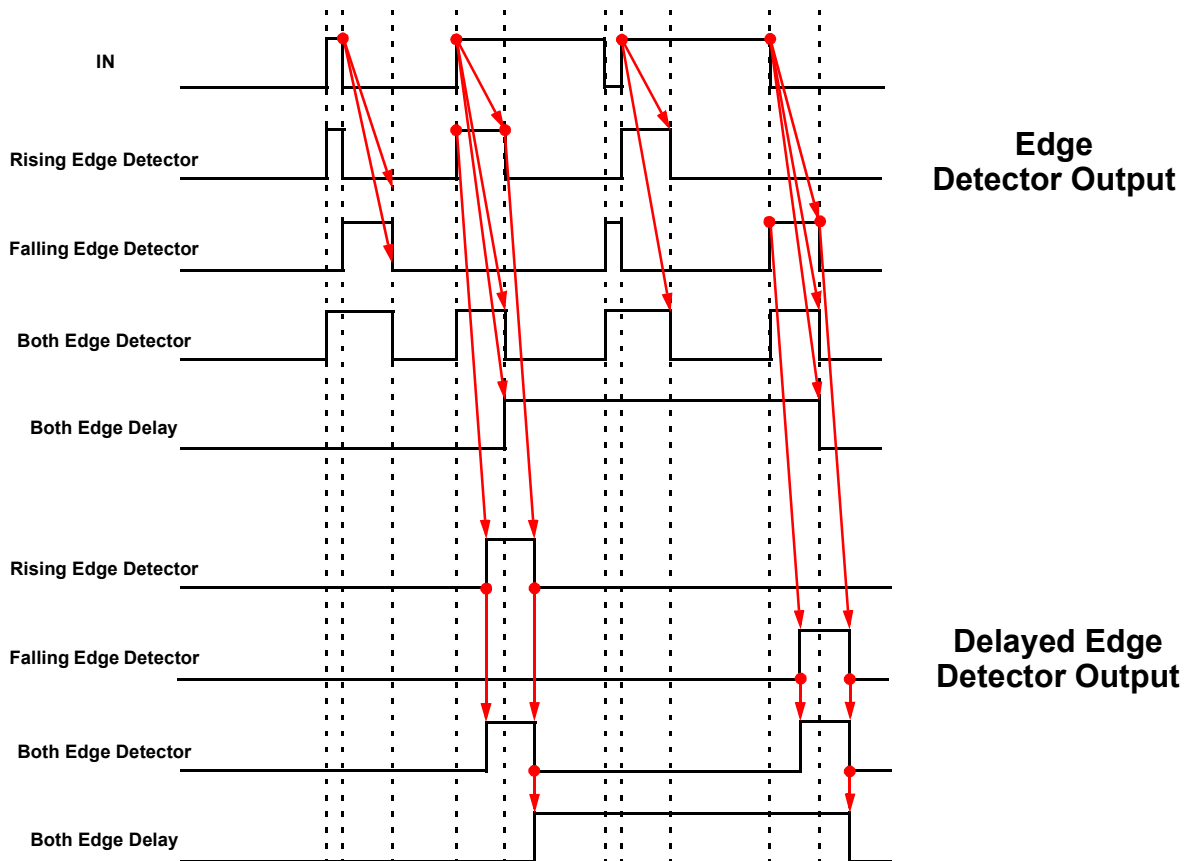 IN
Rising Edge Detector
Edge
Detector Output
Falling Edge Detector
Both Edge Detector
Both Edge Delay
Rising Edge Detector
Falling Edge Detector
Delayed Edge
Detector Output
Both Edge Detector
Both Edge Delay